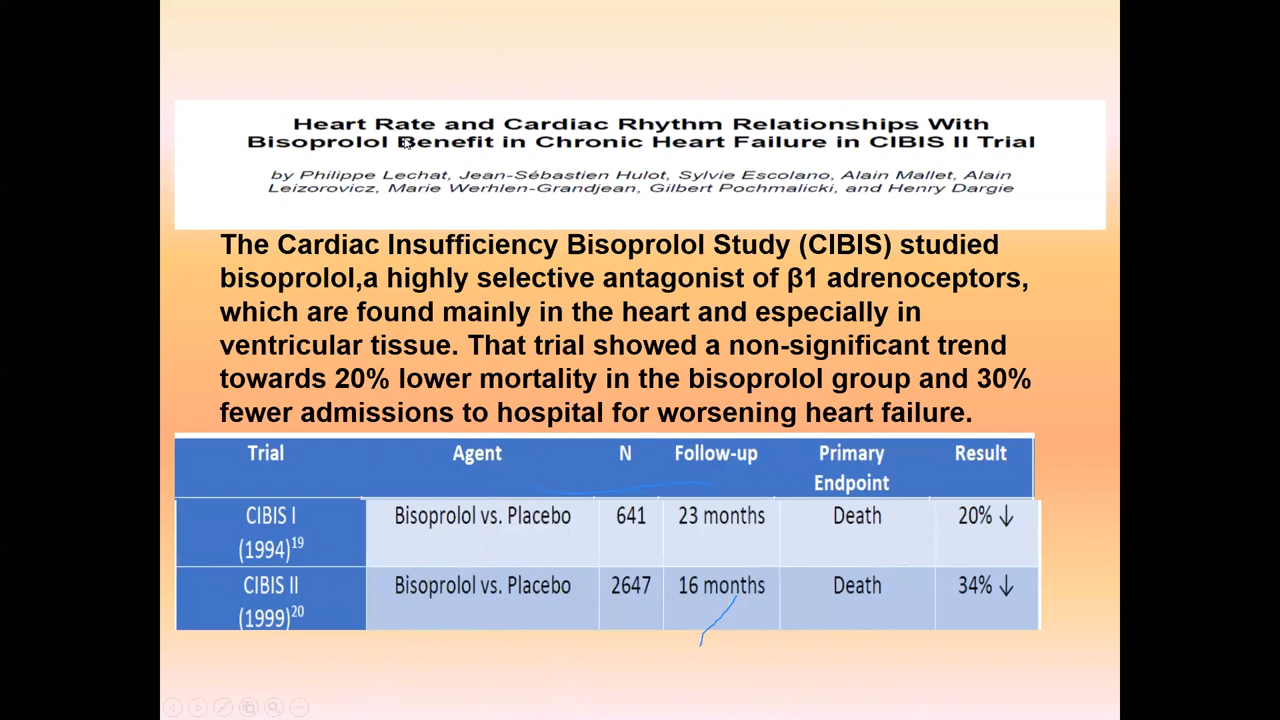 Heart Rate and Cardiac Rhythm Relationships With
Bisoprolol Benefit in Chronic Heart Failure in CIBIS II Trial
by Philippe Lechat, Jean-Sébastien Hulot, Sylvie Escolano, Alain Mallet, Alain
Leizorovicz, Marie Werhlen-Grandjean, Gilbert Pochmalicki, and Henry Dargie
The Cardiac Insufficiency Bisoprolol Study (CIBIS) studied
bisoprolol,a highly selective antagonist of β1 adrenoceptors,
which are found mainly in the heart and especially in
ventricular tissue. That trial showed a non-significant trend
towards 20% lower mortality in the bisoprolol group and 30%
fewer admissions to hospital for worsening heart failure.
Trial Agent N Follow-up Primary Endpoint Result
CIBIS I (1994)19 Bisoprolol vs. Placebo 641 23 months Death 20% ↓
CIBIS II (1999)20 Bisoprolol vs. Placebo 2647 16 months Death 34% ↓